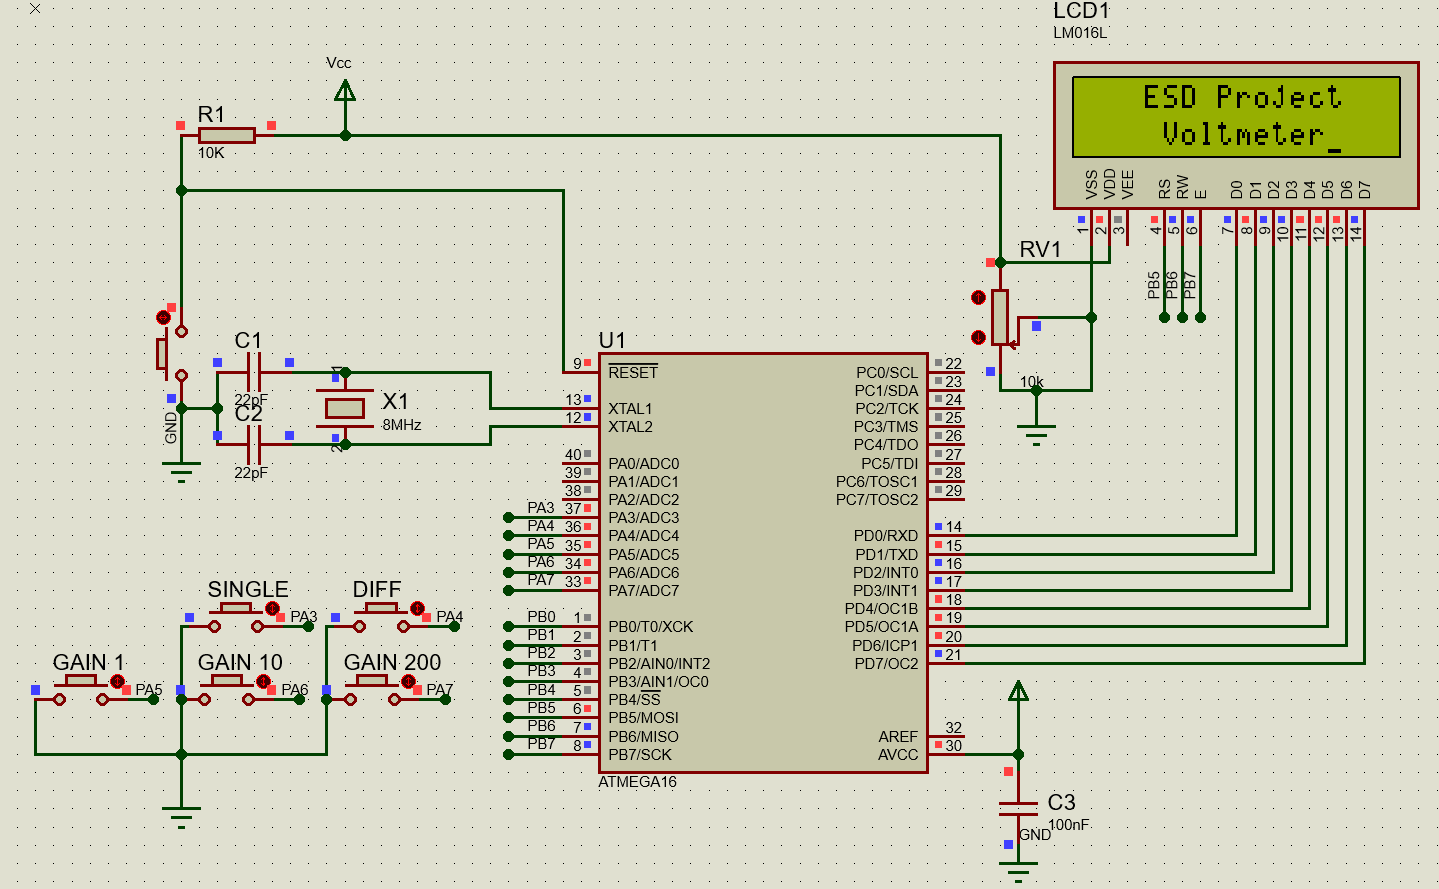 LCD1
LM016L
ESD Project
Voltmeter_
VSS
VDD
VEE
RS
RW
E
D0
D1
D2
D3
D4
D5
D6
D7
1
2
3
4
5
6
7
8
9
10
11
12
13
14
PB5
PB6
PB7
Vcc
R1
10K
RV1
10k
C1
22pF
C2
22pF
GND
X1
8MHz
1
2
U1
9 RESET
13 XTAL1
12 XTAL2
40 PA0/ADC0
39 PA1/ADC1
38 PA2/ADC2
PA3 37 PA3/ADC3
PA4 36 PA4/ADC4
PA5 35 PA5/ADC5
PA6 34 PA6/ADC6
PA7 33 PA7/ADC7
PB0 1 PB0/T0/XCK
PB1 2 PB1/T1
PB2 3 PB2/AIN0/INT2
PB3 4 PB3/AIN1/OC0
PB4 5 PB4/SS
PB5 6 PB5/MOSI
PB6 7 PB6/MISO
PB7 8 PB7/SCK
PC0/SCL 22
PC1/SDA 23
PC2/TCK 24
PC3/TMS 25
PC4/TDO 26
PC5/TDI 27
PC6/TOSC1 28
PC7/TOSC2 29
PD0/RXD 14
PD1/TXD 15
PD2/INT0 16
PD3/INT1 17
PD4/OC1B 18
PD5/OC1A 19
PD6/ICP1 20
PD7/OC2 21
AREF 32
AVCC 30
ATMEGA16
SINGLE
PA3
DIFF
PA4
GAIN 1
PA5
GAIN 10
PA6
GAIN 200
PA7
C3
100nF
GND